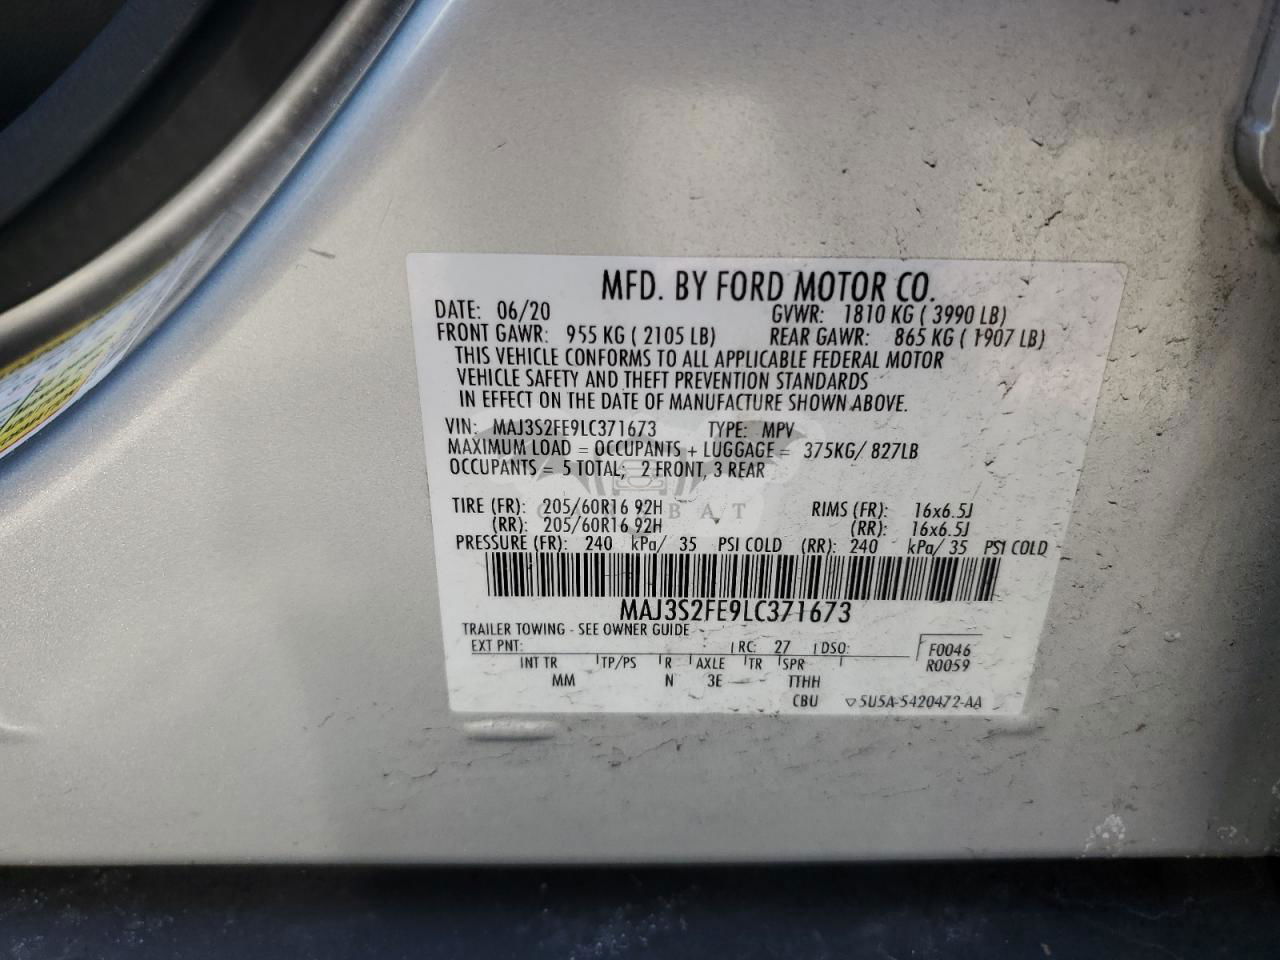 MFD. BY FORD MOTOR CO.
DATE: 06/20 GVWR: 1810 KG ( 3990 LB)
FRONT GAWR: 955 KG ( 2105 LB) REAR GAWR: 865 KG ( 1907 LB)
THIS VEHICLE CONFORMS TO ALL APPLICABLE FEDERAL MOTOR
VEHICLE SAFETY AND THEFT PREVENTION STANDARDS
IN EFFECT ON THE DATE OF MANUFACTURE SHOWN ABOVE.
VIN: MAJ3S2FE9LC371673 TYPE: MPV
MAXIMUM LOAD = OCCUPANTS + LUGGAGE = 375KG/ 827LB
OCCUPANTS = 5 TOTAL; 2 FRONT, 3 REAR
TIRE (FR): 205/60R16 92H RIMS (FR): 16x6.5J
(RR): 205/60R16 92H (RR): 16x6.5J
PRESSURE (FR): 240 kPa/ 35 PSI COLD (RR): 240 kPa/ 35 PSI COLD
MAJ3S2FE9LC371673
TRAILER TOWING - SEE OWNER GUIDE
EXT PNT: RC: 27 DSO: F0046
R0059
INT TR TP/PS R AXLE TR SPR
MM N 3E TTHH
CBU ▽5U5A-5420472-AA